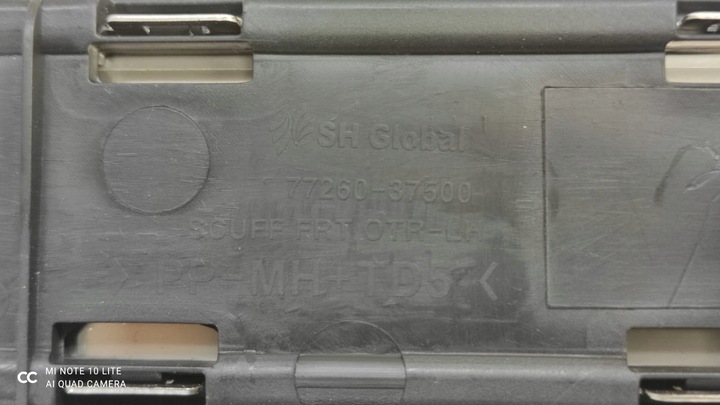 SH Global
77260-37500
SCUFF FRT OTR-LH
>PP-MH+TD5<
MI NOTE 10 LITE
AI QUAD CAMERA